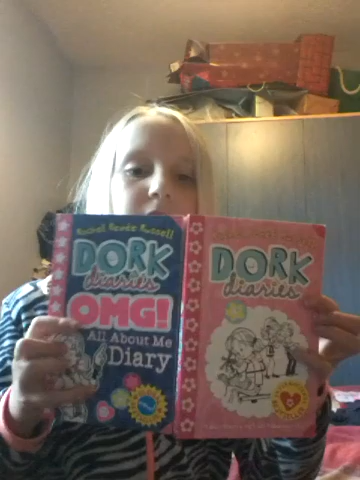 Rachel Renée Russell
DORK
diaries
OMG!
All About Me
Diary
DORK
diaries